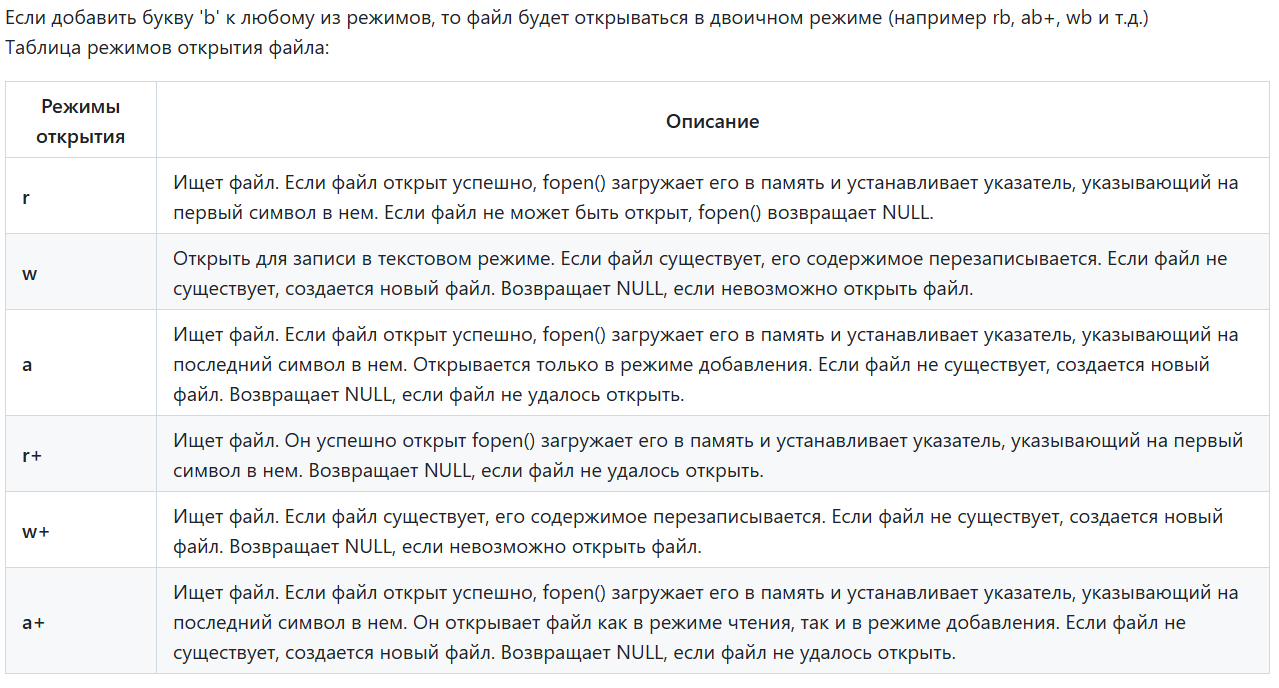 Если добавить букву 'b' к любому из режимов, то файл будет открываться в двоичном режиме (например rb, ab+, wb и т.д.)
Таблица режимов открытия файла:
Режимы
открытия
Описание
r
Ищет файл. Если файл открыт успешно, fopen() загружает его в память и устанавливает указатель, указывающий на
первый символ в нем. Если файл не может быть открыт, fopen() возвращает NULL.
w
Открыть для записи в текстовом режиме. Если файл существует, его содержимое перезаписывается. Если файл не
существует, создается новый файл. Возвращает NULL, если невозможно открыть файл.
a
Ищет файл. Если файл открыт успешно, fopen() загружает его в память и устанавливает указатель, указывающий на
последний символ в нем. Открывается только в режиме добавления. Если файл не существует, создается новый
файл. Возвращает NULL, если файл не удалось открыть.
r+
Ищет файл. Он успешно открыт fopen() загружает его в память и устанавливает указатель, указывающий на первый
символ в нем. Возвращает NULL, если файл не удалось открыть.
w+
Ищет файл. Если файл существует, его содержимое перезаписывается. Если файл не существует, создается новый
файл. Возвращает NULL, если невозможно открыть файл.
a+
Ищет файл. Если файл открыт успешно, fopen() загружает его в память и устанавливает указатель, указывающий на
последний символ в нем. Он открывает файл как в режиме чтения, так и в режиме добавления. Если файл не
существует, создается новый файл. Возвращает NULL, если файл не удалось открыть.